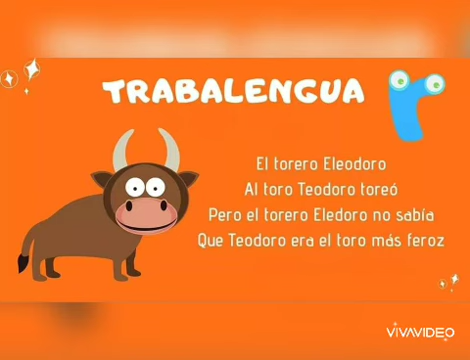 TRABALENGUA
r
El torero Eleodoro
Al toro Teodoro toreó
Pero el torero Eledoro no sabía
Que Teodoro era el toro más feroz
VIVAVIDEO